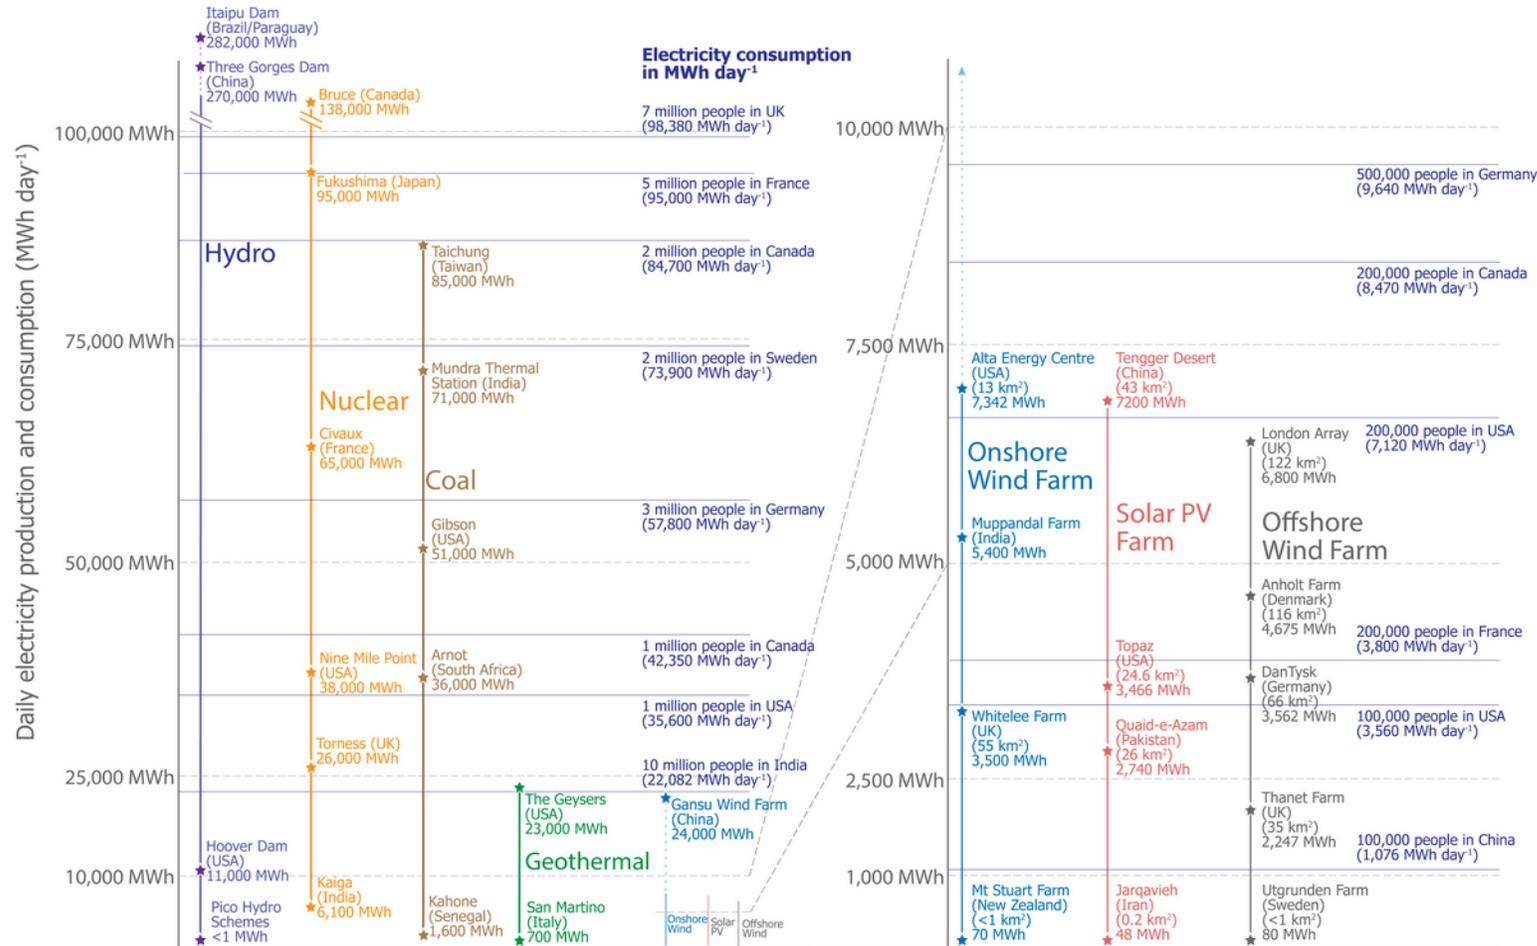 Daily electricity production and consumption (MWh day-1)
100,000 MWh
75,000 MWh
50,000 MWh
25,000 MWh
10,000 MWh
Itaipu Dam
(Brazil/Paraguay)
282,000 MWh
Three Gorges Dam
(China)
270,000 MWh
Hydro
Hoover Dam
(USA)
11,000 MWh
Pico Hydro
Schemes
<1 MWh
Bruce (Canada)
138,000 MWh
Fukushima (Japan)
95,000 MWh
Nuclear
Civaux
(France)
65,000 MWh
Nine Mile Point
(USA)
38,000 MWh
Torness (UK)
26,000 MWh
Kaiga
(India)
6,100 MWh
Taichung
(Taiwan)
85,000 MWh
Mundra Thermal
Station (India)
71,000 MWh
Coal
Gibson
(USA)
51,000 MWh
Arnot
(South Africa)
36,000 MWh
Kahone
(Senegal)
1,600 MWh
The Geysers
(USA)
23,000 MWh
Geothermal
San Martino
(Italy)
700 MWh
Electricity consumption
in MWh day-1
7 million people in UK
(98,380 MWh day-1)
5 million people in France
(95,000 MWh day-1)
2 million people in Canada
(84,700 MWh day-1)
2 million people in Sweden
(73,900 MWh day-1)
3 million people in Germany
(57,800 MWh day-1)
1 million people in Canada
(42,350 MWh day-1)
1 million people in USA
(35,600 MWh day-1)
10 million people in India
(22,082 MWh day-1)
Gansu Wind Farm
(China)
24,000 MWh
Onshore
Wind
Solar
PV
Offshore
Wind
10,000 MWh
7,500 MWh
5,000 MWh
2,500 MWh
1,000 MWh
Alta Energy Centre
(USA)
(13 km2)
7,342 MWh
Onshore
Wind Farm
Muppandal Farm
(India)
5,400 MWh
Whitelee Farm
(UK)
(55 km2)
3,500 MWh
Mt Stuart Farm
(New Zealand)
(<1 km2)
70 MWh
Tengger Desert
(China)
(43 km2)
7200 MWh
Solar PV
Farm
Topaz
(USA)
(24.6 km2)
3,466 MWh
Quaid-e-Azam
(Pakistan)
(26 km2)
2,740 MWh
Jarqavieh
(Iran)
(0.2 km2)
48 MWh
London Array
(UK)
(122 km2)
6,800 MWh
Offshore
Wind Farm
Anholt Farm
(Denmark)
(116 km2)
4,675 MWh
DanTysk
(Germany)
(66 km2)
3,562 MWh
Thanet Farm
(UK)
(35 km2)
2,247 MWh
Utgrunden Farm
(Sweden)
(<1 km2)
80 MWh
500,000 people in Germany
(9,640 MWh day-1)
200,000 people in Canada
(8,470 MWh day-1)
200,000 people in USA
(7,120 MWh day-1)
200,000 people in France
(3,800 MWh day-1)
100,000 people in USA
(3,560 MWh day-1)
100,000 people in China
(1,076 MWh day-1)